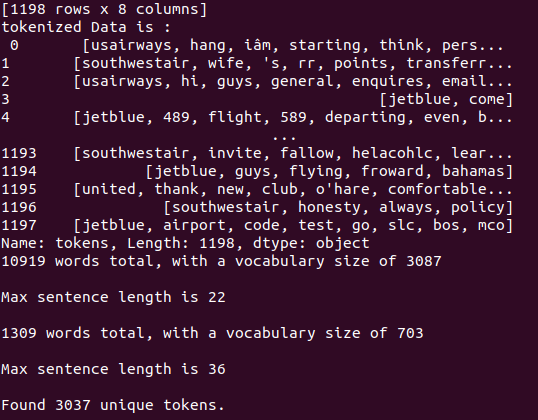 [1198 rows x 8 columns]
tokenized Data is :
0 [usairways, hang, iâm, starting, think, pers...
1 [southwestair, wife, 's, rr, points, transferr...
2 [usairways, hi, guys, general, enquires, email...
3 [jetblue, come]
4 [jetblue, 489, flight, 589, departing, even, b...
...
1193 [southwestair, invite, fallow, helacohlc, lear...
1194 [jetblue, guys, flying, froward, bahamas]
1195 [united, thank, new, club, o'hare, comfortable...
1196 [southwestair, honesty, always, policy]
1197 [jetblue, airport, code, test, go, slc, bos, mco]
Name: tokens, Length: 1198, dtype: object
10919 words total, with a vocabulary size of 3087
Max sentence length is 22
1309 words total, with a vocabulary size of 703
Max sentence length is 36
Found 3037 unique tokens.